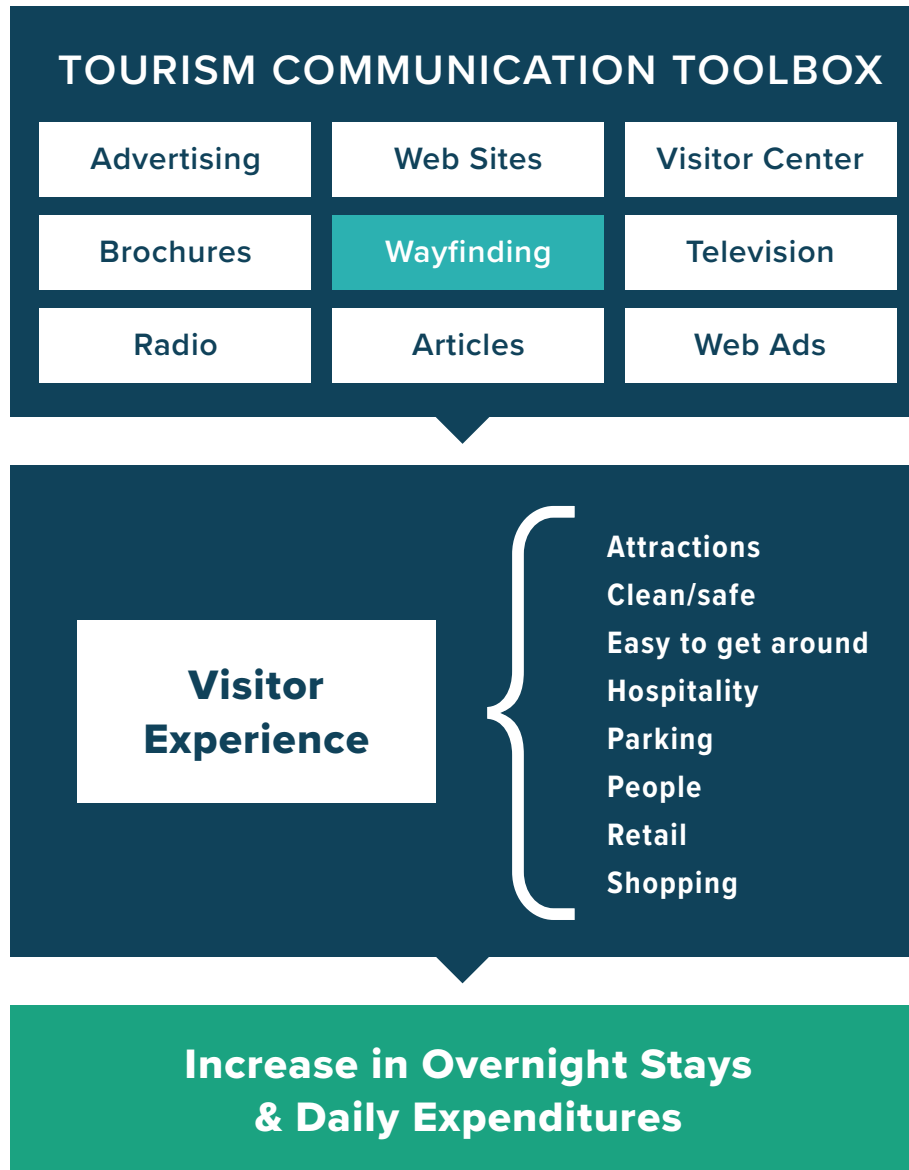 TOURISM COMMUNICATION TOOLBOX
Advertising
Web Sites
Visitor Center
Brochures
Wayfinding
Television
Radio
Articles
Web Ads
Visitor
Experience
Attractions
Clean/safe
Easy to get around
Hospitality
Parking
People
Retail
Shopping
Increase in Overnight Stays
& Daily Expenditures